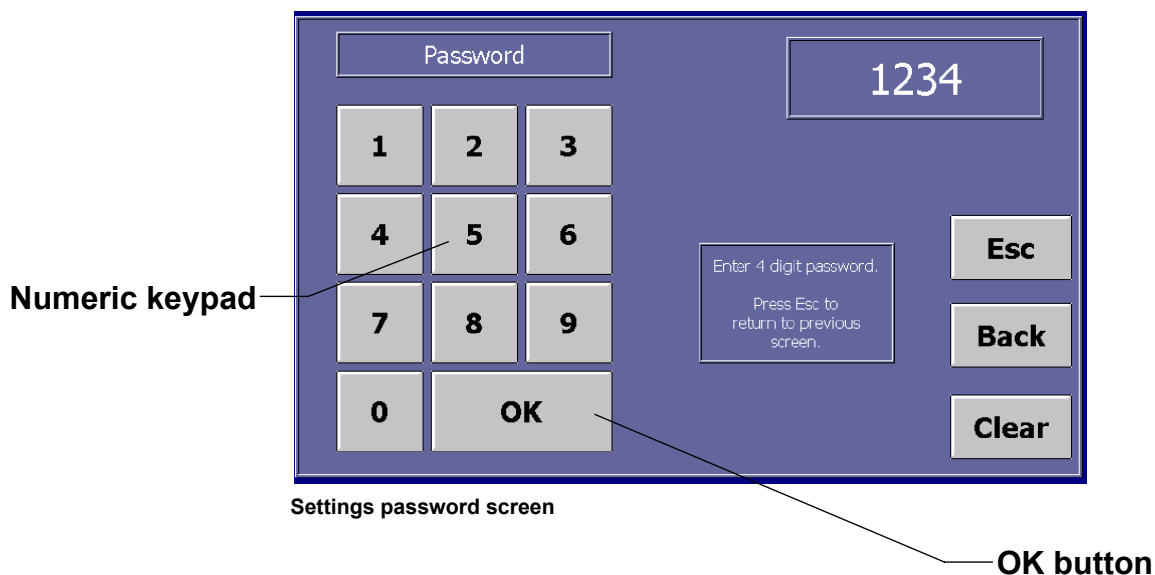 Password
1234
1 2 3
4 5 6
7 8 9
0 OK
Enter 4 digit password.
Press Esc to
return to previous
screen.
Esc
Back
Clear
Numeric keypad
Settings password screen
OK button